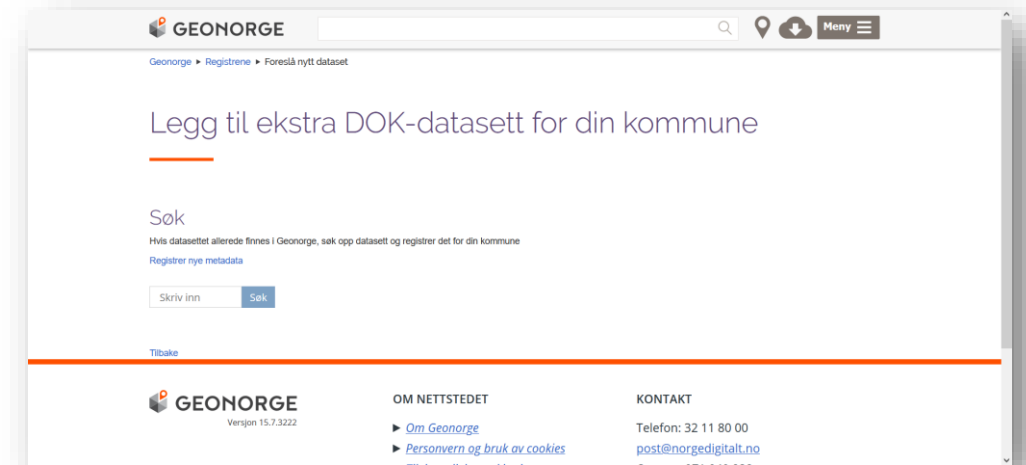 GEONORGE
Meny
Geonorge ▸ Registrene ▸ Foreslå nytt dataset
Legg til ekstra DOK-datasett for din kommune
Søk
Hvis datasettet allerede finnes i Geonorge, søk opp datasett og registrer det for din kommune
Registrer nye metadata
Skriv inn Søk
Tilbake
GEONORGE
Versjon 15.7.3222
OM NETTSTEDET
▸ Om Geonorge
▸ Personvern og bruk av cookies
KONTAKT
Telefon: 32 11 80 00
post@norgedigitalt.no